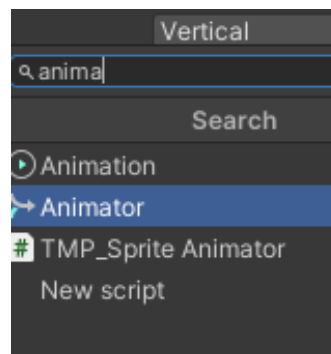 Vertical
anima
Search
Animation
Animator
# TMP_Sprite Animator
New script